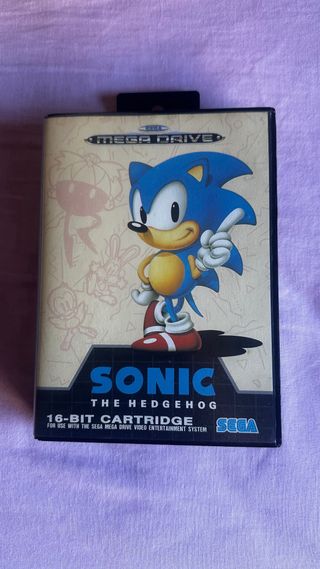 SEGA
MEGA DRIVE
SONIC
THE HEDGEHOG
16-BIT CARTRIDGE
FOR USE WITH THE SEGA MEGA DRIVE VIDEO ENTERTAINMENT SYSTEM
SEGA